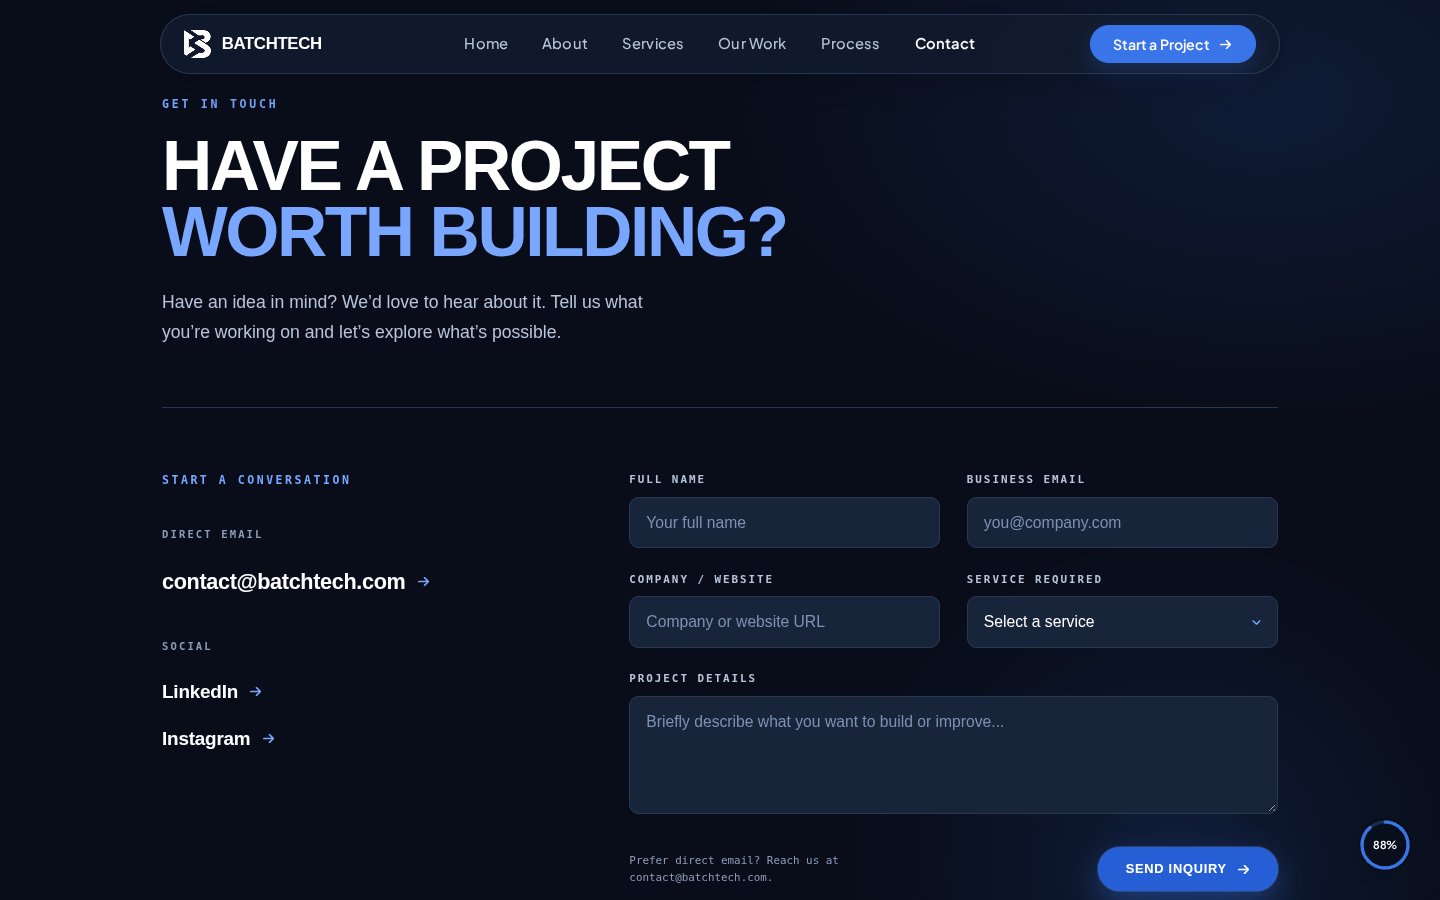 BATCHTECH
Home
About
Services
Our Work
Process
Contact
Start a Project
GET IN TOUCH
HAVE A PROJECT
WORTH BUILDING?
Have an idea in mind? We’d love to hear about it. Tell us what
you’re working on and let’s explore what’s possible.
START A CONVERSATION
DIRECT EMAIL
contact@batchtech.com
SOCIAL
LinkedIn
Instagram
FULL NAME
Your full name
BUSINESS EMAIL
you@company.com
COMPANY / WEBSITE
Company or website URL
SERVICE REQUIRED
Select a service
PROJECT DETAILS
Briefly describe what you want to build or improve...
Prefer direct email? Reach us at
contact@batchtech.com.
SEND INQUIRY
88%